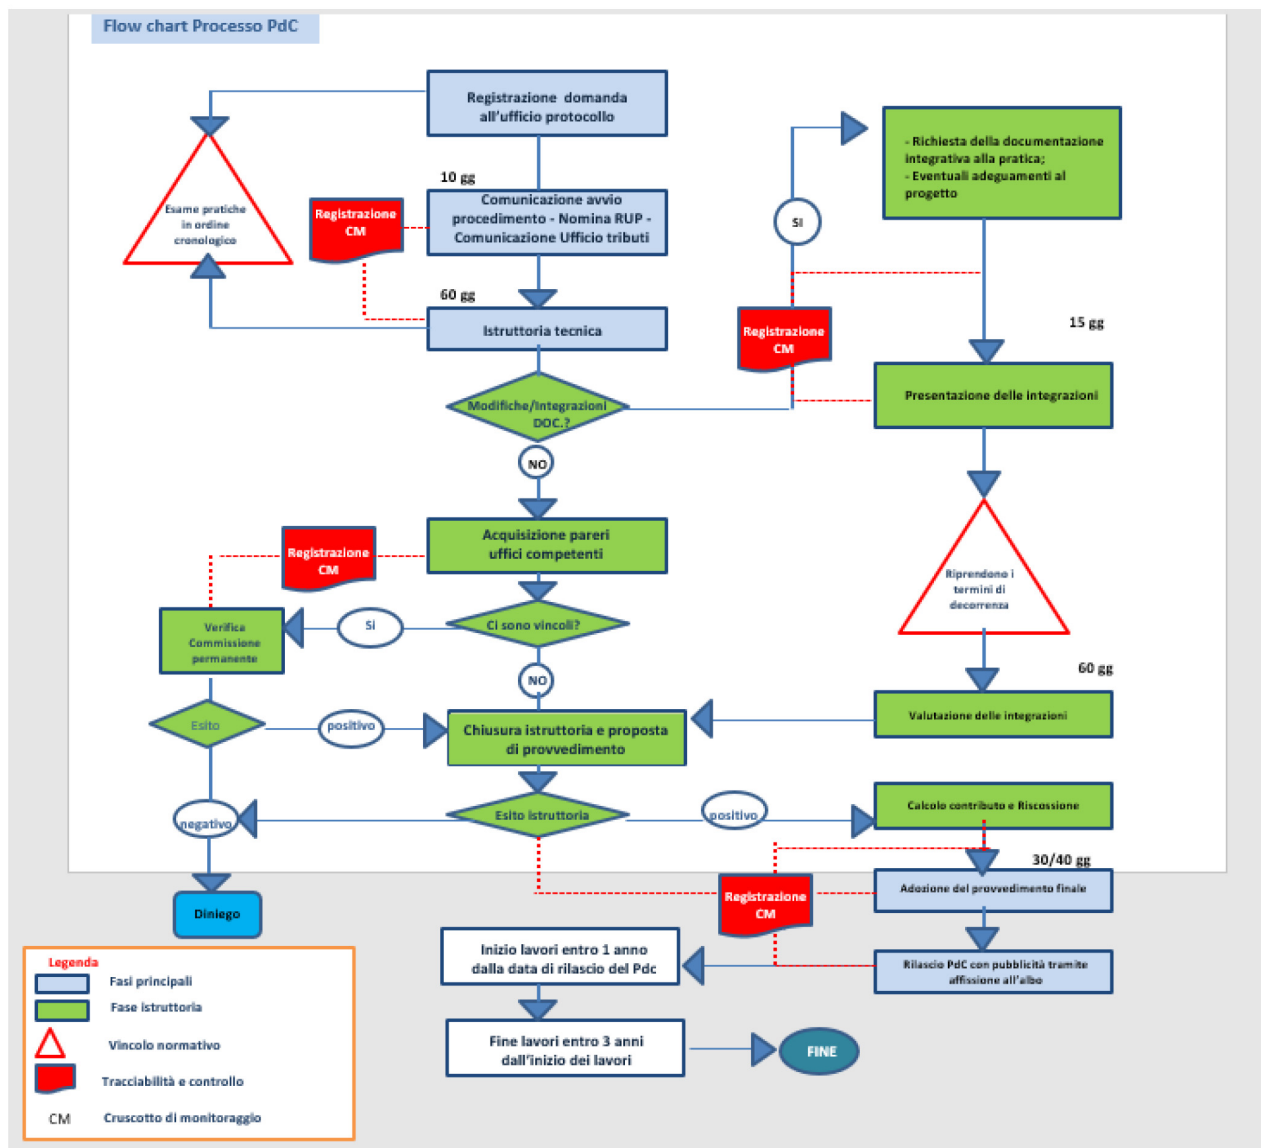 Flow chart Processo PdC
Registrazione domanda
all'ufficio protocollo
10 gg
Comunicazione avvio
procedimento - Nomina RUP -
Comunicazione Ufficio tributi
Registrazione
CM
Esame pratiche
in ordine
cronologico
60 gg
Istruttoria tecnica
Modifiche/Integrazioni
DOC.?
SI
- Richiesta della documentazione
integrativa alla pratica;
- Eventuali adeguamenti al
progetto
Registrazione
CM
15 gg
Presentazione delle integrazioni
NO
Acquisizione pareri
uffici competenti
Registrazione
CM
Riprendono i
termini di
decorrenza
Ci sono vincoli?
Si
Verifica
Commissione
permanente
NO
60 gg
Valutazione delle integrazioni
Esito
positivo
Chiusura istruttoria e proposta
di provvedimento
Esito istruttoria
negativo
positivo
Calcolo contributo e Riscossione
30/40 gg
Adozione del provvedimento finale
Registrazione
CM
Diniego
Rilascio PdC con pubblicità tramite
affissione all'albo
Inizio lavori entro 1 anno
dalla data di rilascio del Pdc
Fine lavori entro 3 anni
dall'inizio dei lavori
FINE
Legenda
Fasi principali
Fase istruttoria
Vincolo normativo
Tracciabilità e controllo
CM
Cruscotto di monitoraggio